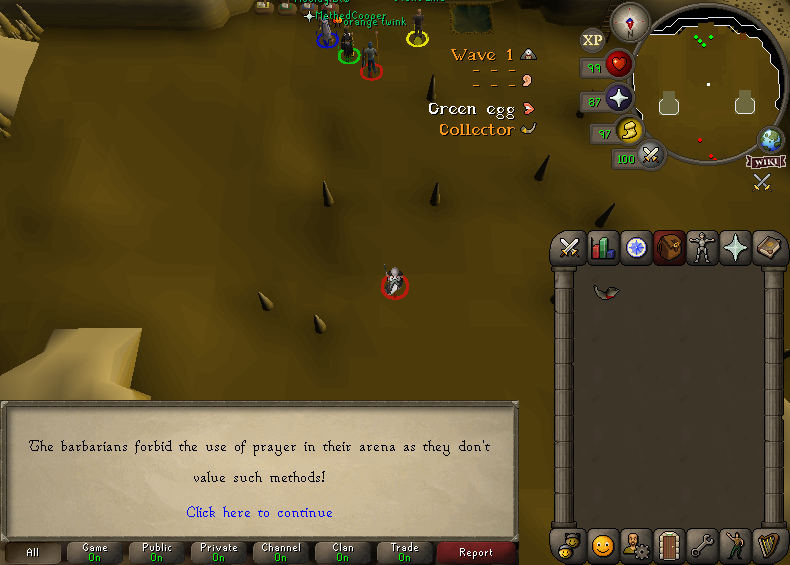 MethedCooper
orange twink
Wave 1
- - -
- - -
Green egg
Collector
XP
99
87
97
100
WIKI
The barbarians forbid the use of prayer in their arena as they don't
value such methods!
Click here to continue
All
Game
On
Public
On
Private
On
Channel
On
Clan
On
Trade
On
Report